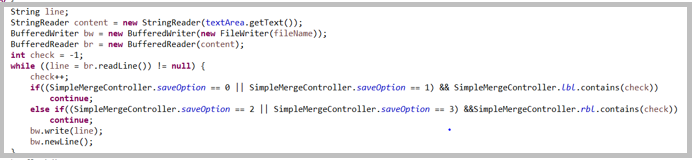 String line;
StringReader content = new StringReader(textArea.getText());
BufferedWriter bw = new BufferedWriter(new FileWriter(fileName));
BufferedReader br = new BufferedReader(content);
int check = -1;
while ((line = br.readLine()) != null) {
check++;
if((SimpleMergeController.saveOption == 0 || SimpleMergeController.saveOption == 1) && SimpleMergeController.lbl.contains(check))
continue;
else if((SimpleMergeController.saveOption == 2 || SimpleMergeController.saveOption == 3) &&SimpleMergeController.rbl.contains(check))
continue;
bw.write(line);
bw.newLine();
}